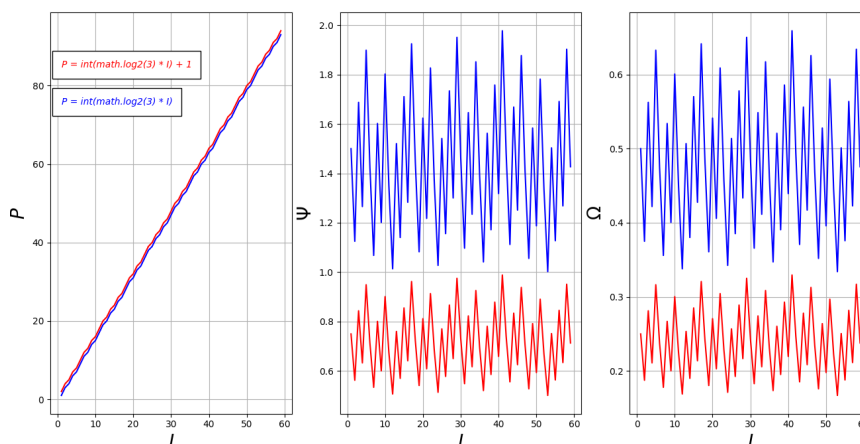 P = int(math.log2(3) * I) + 1
P = int(math.log2(3) * I)
P
80
60
40
20
0
0 10 20 30 40 50 60
I
Ψ
2.0
1.8
1.6
1.4
1.2
1.0
0.8
0.6
0 10 20 30 40 50 60
I
Ω
0.6
0.5
0.4
0.3
0.2
0 10 20 30 40 50 60
I